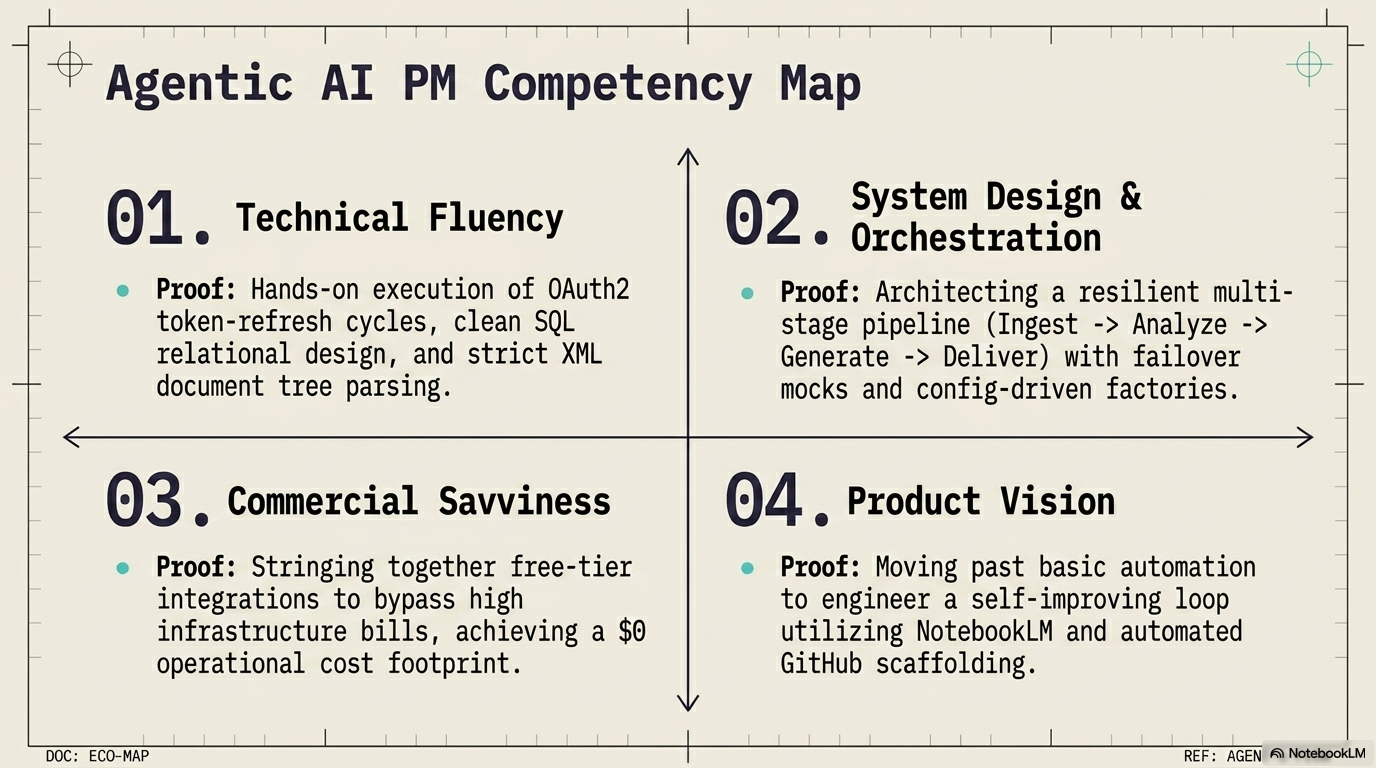 Agentic AI PM Competency Map
01. Technical Fluency
Proof: Hands-on execution of OAuth2
token-refresh cycles, clean SQL
relational design, and strict XML
document tree parsing.
02. System Design &
Orchestration
Proof: Architecting a resilient multi-
stage pipeline (Ingest -> Analyze ->
Generate -> Deliver) with failover
mocks and config-driven factories.
03. Commercial Savviness
Proof: Stringing together free-tier
integrations to bypass high
infrastructure bills, achieving a $0
operational cost footprint.
04. Product Vision
Proof: Moving past basic automation
to engineer a self-improving loop
utilizing NotebookLM and automated
GitHub scaffolding.
DOC: ECO-MAP
REF: AGEN
NotebookLM